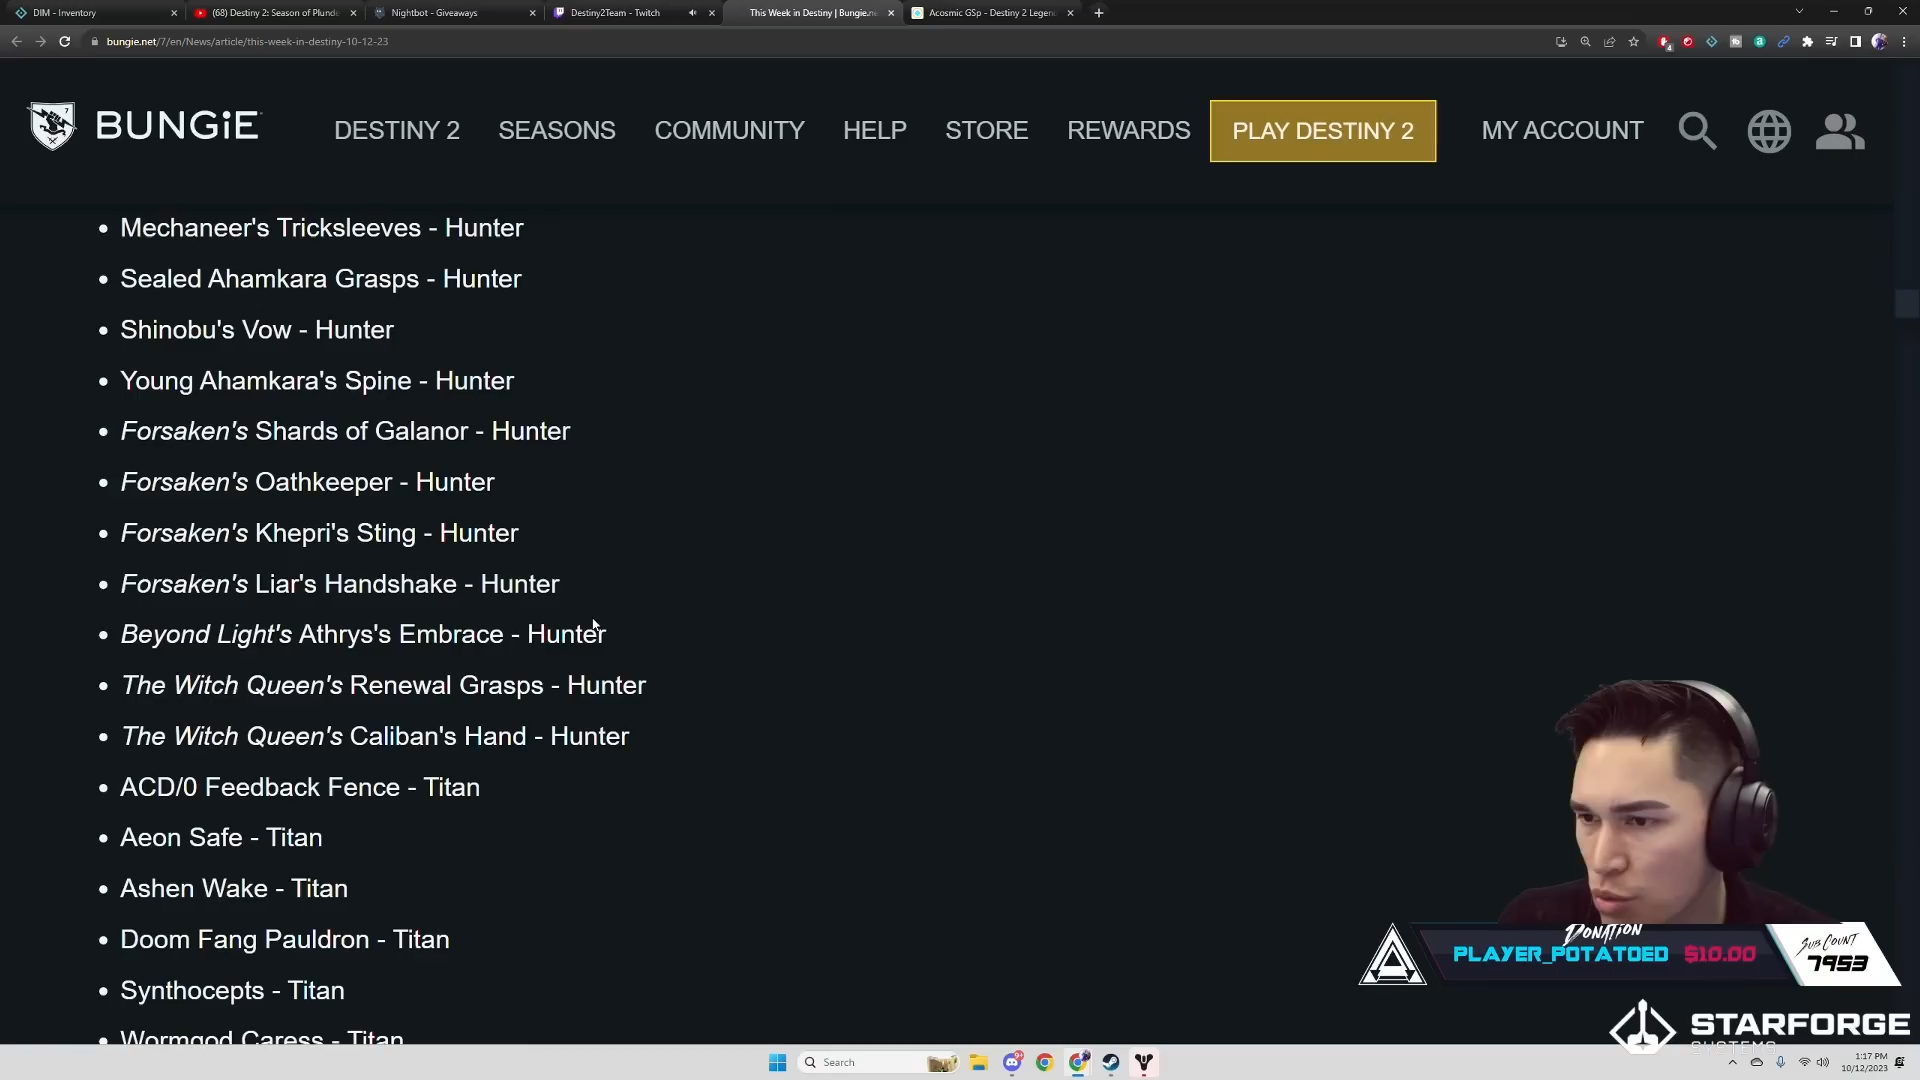 DIM - Inventory
(68) Destiny 2: Season of Plunde
Nightbot - Giveaways
Destiny2Team - Twitch
This Week in Destiny | Bungie.ne
Acosmic GSp - Destiny 2 Legen
bungie.net/7/en/News/article/this-week-in-destiny-10-12-23
BUNGiE
DESTINY 2
SEASONS
COMMUNITY
HELP
STORE
REWARDS
PLAY DESTINY 2
MY ACCOUNT
• Mechaneer's Tricksleeves - Hunter
• Sealed Ahamkara Grasps - Hunter
• Shinobu's Vow - Hunter
• Young Ahamkara's Spine - Hunter
• Forsaken's Shards of Galanor - Hunter
• Forsaken's Oathkeeper - Hunter
• Forsaken's Khepri's Sting - Hunter
• Forsaken's Liar's Handshake - Hunter
• Beyond Light's Athrys's Embrace - Hunter
• The Witch Queen's Renewal Grasps - Hunter
• The Witch Queen's Caliban's Hand - Hunter
• ACD/0 Feedback Fence - Titan
• Aeon Safe - Titan
• Ashen Wake - Titan
• Doom Fang Pauldron - Titan
• Synthocepts - Titan
• Wormgod Caress - Titan
DONATION
PLAYER_POTATOED $10.00
SUB COUNT
7953
STARFORGE
SYSTEMS
Search
1:17 PM
10/12/2023